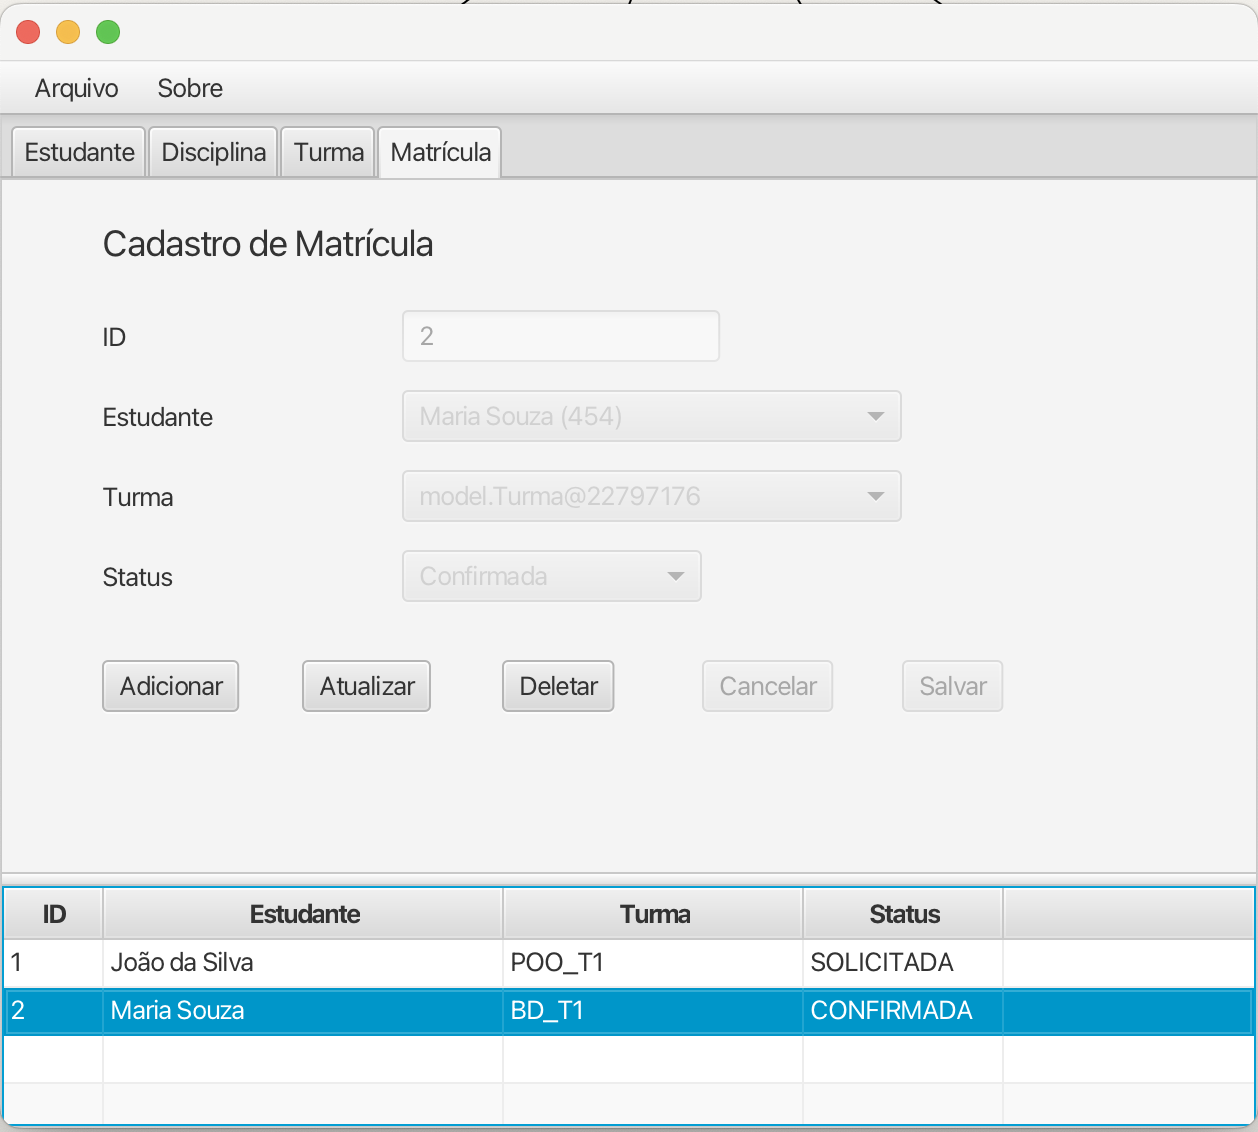 Arquivo Sobre
Estudante Disciplina Turma Matrícula
Cadastro de Matrícula
ID 2
Estudante Maria Souza (454)
Turma model.Turma@22797176
Status Confirmada
Adicionar Atualizar Deletar Cancelar Salvar
ID Estudante Turma Status
1 João da Silva POO_T1 SOLICITADA
2 Maria Souza BD_T1 CONFIRMADA